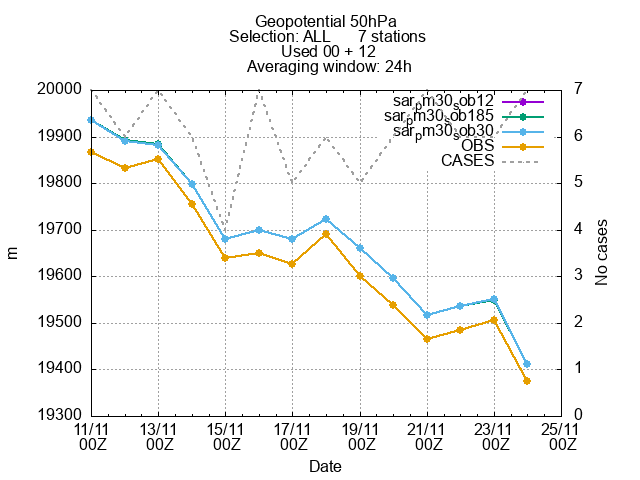 Geopotential 50hPa
Selection: ALL 7 stations
Used 00 + 12
Averaging window: 24h
sar_pm30_sob12
sar_pm30_sob185
sar_pm30_sob30
OBS
CASES
20000
19900
19800
19700
19600
19500
19400
19300
m
7
6
5
4
3
2
1
0
No cases
11/11 13/11 15/11 17/11 19/11 21/11 23/11 25/11
00Z 00Z 00Z 00Z 00Z 00Z 00Z 00Z
Date